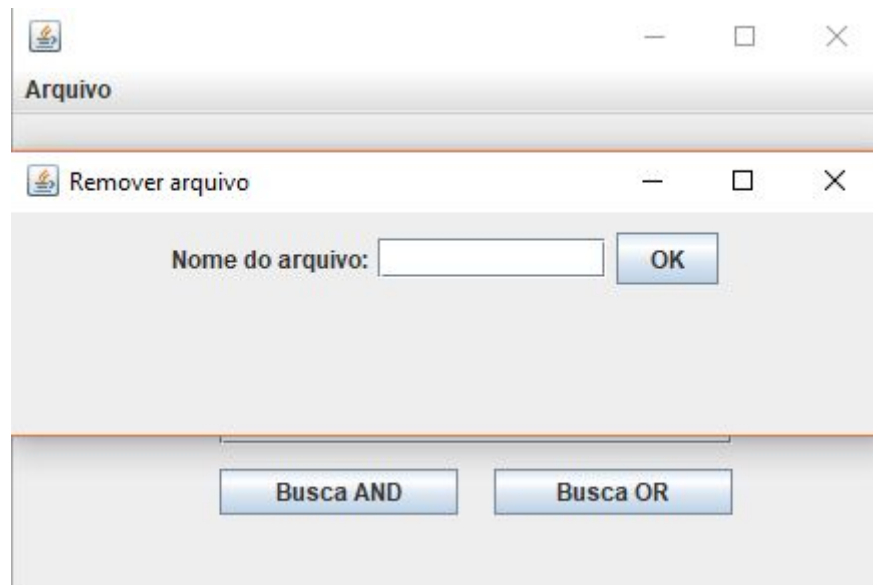 Arquivo
Remover arquivo
Nome do arquivo: OK
Busca AND Busca OR